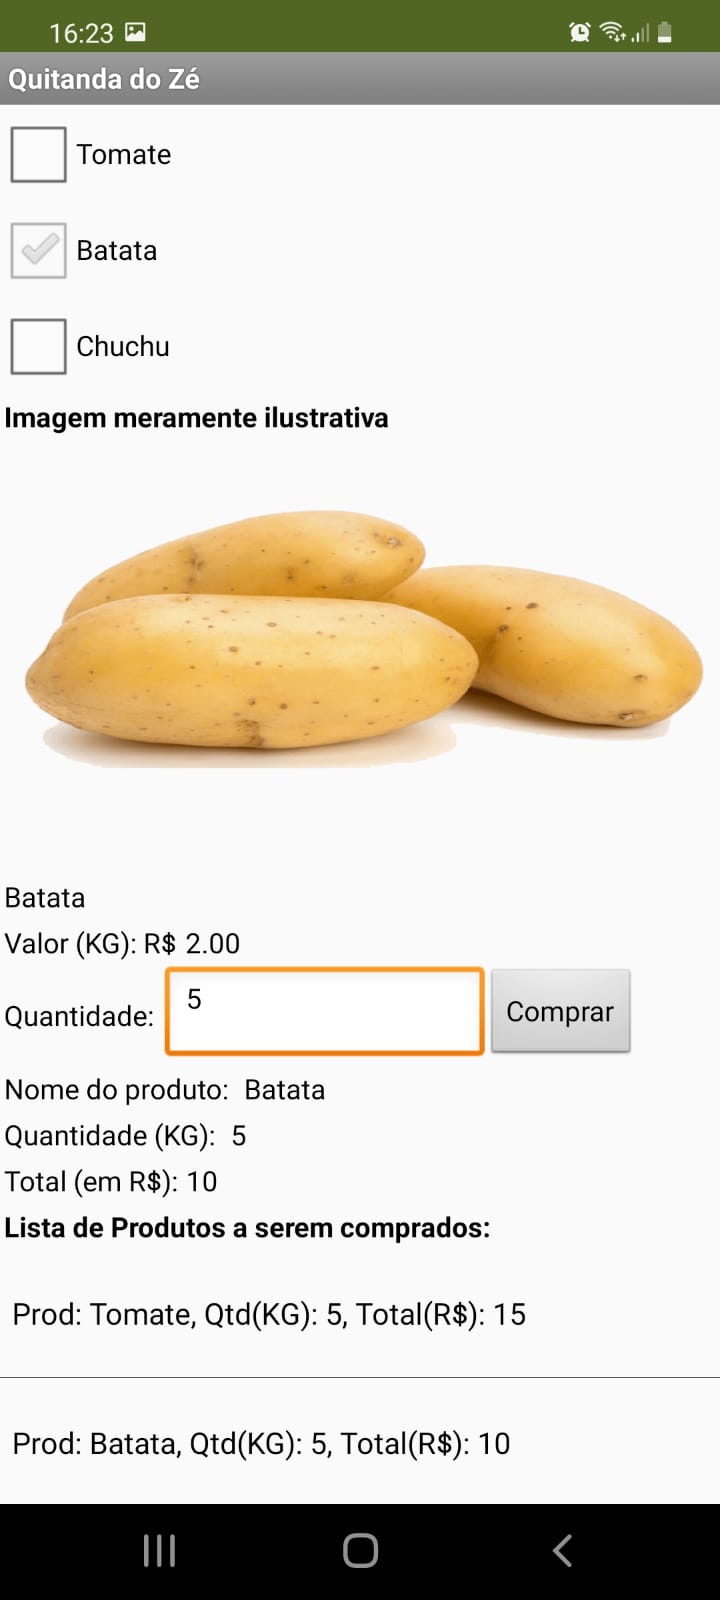 16:23
Quitanda do Zé
Tomate
Batata
Chuchu
Imagem meramente ilustrativa
Batata
Valor (KG): R$ 2.00
Quantidade: 5 Comprar
Nome do produto: Batata
Quantidade (KG): 5
Total (em R$): 10
Lista de Produtos a serem comprados:
Prod: Tomate, Qtd(KG): 5, Total(R$): 15
Prod: Batata, Qtd(KG): 5, Total(R$): 10